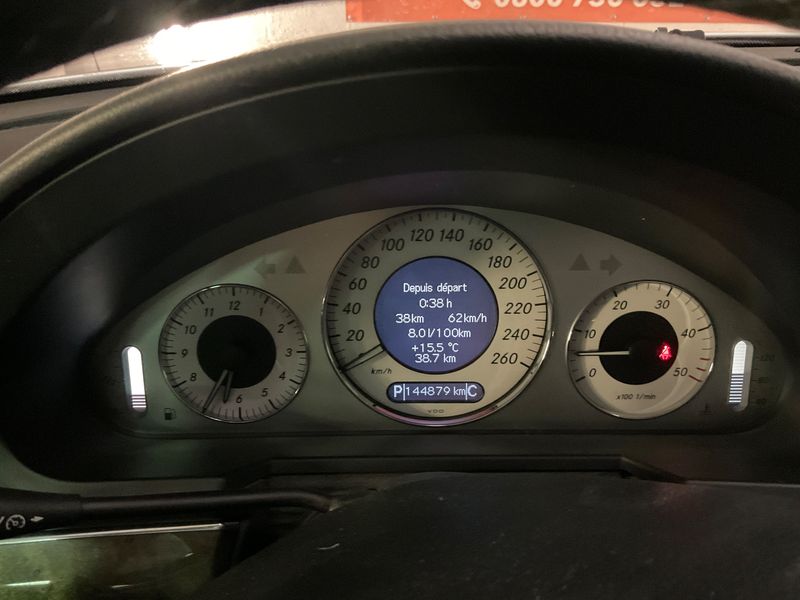 Depuis départ
0:38 h
38km 62km/h
8.0l/100km
+15.5 °C
38.7 km
P 144879 km C
km/h
VDO
20 40 60 80 100 120 140 160 180 200 220 240 260
12 1 2 3 4 5 6 8 9 10 11
0 10 20 30 40 50
x100 1/min